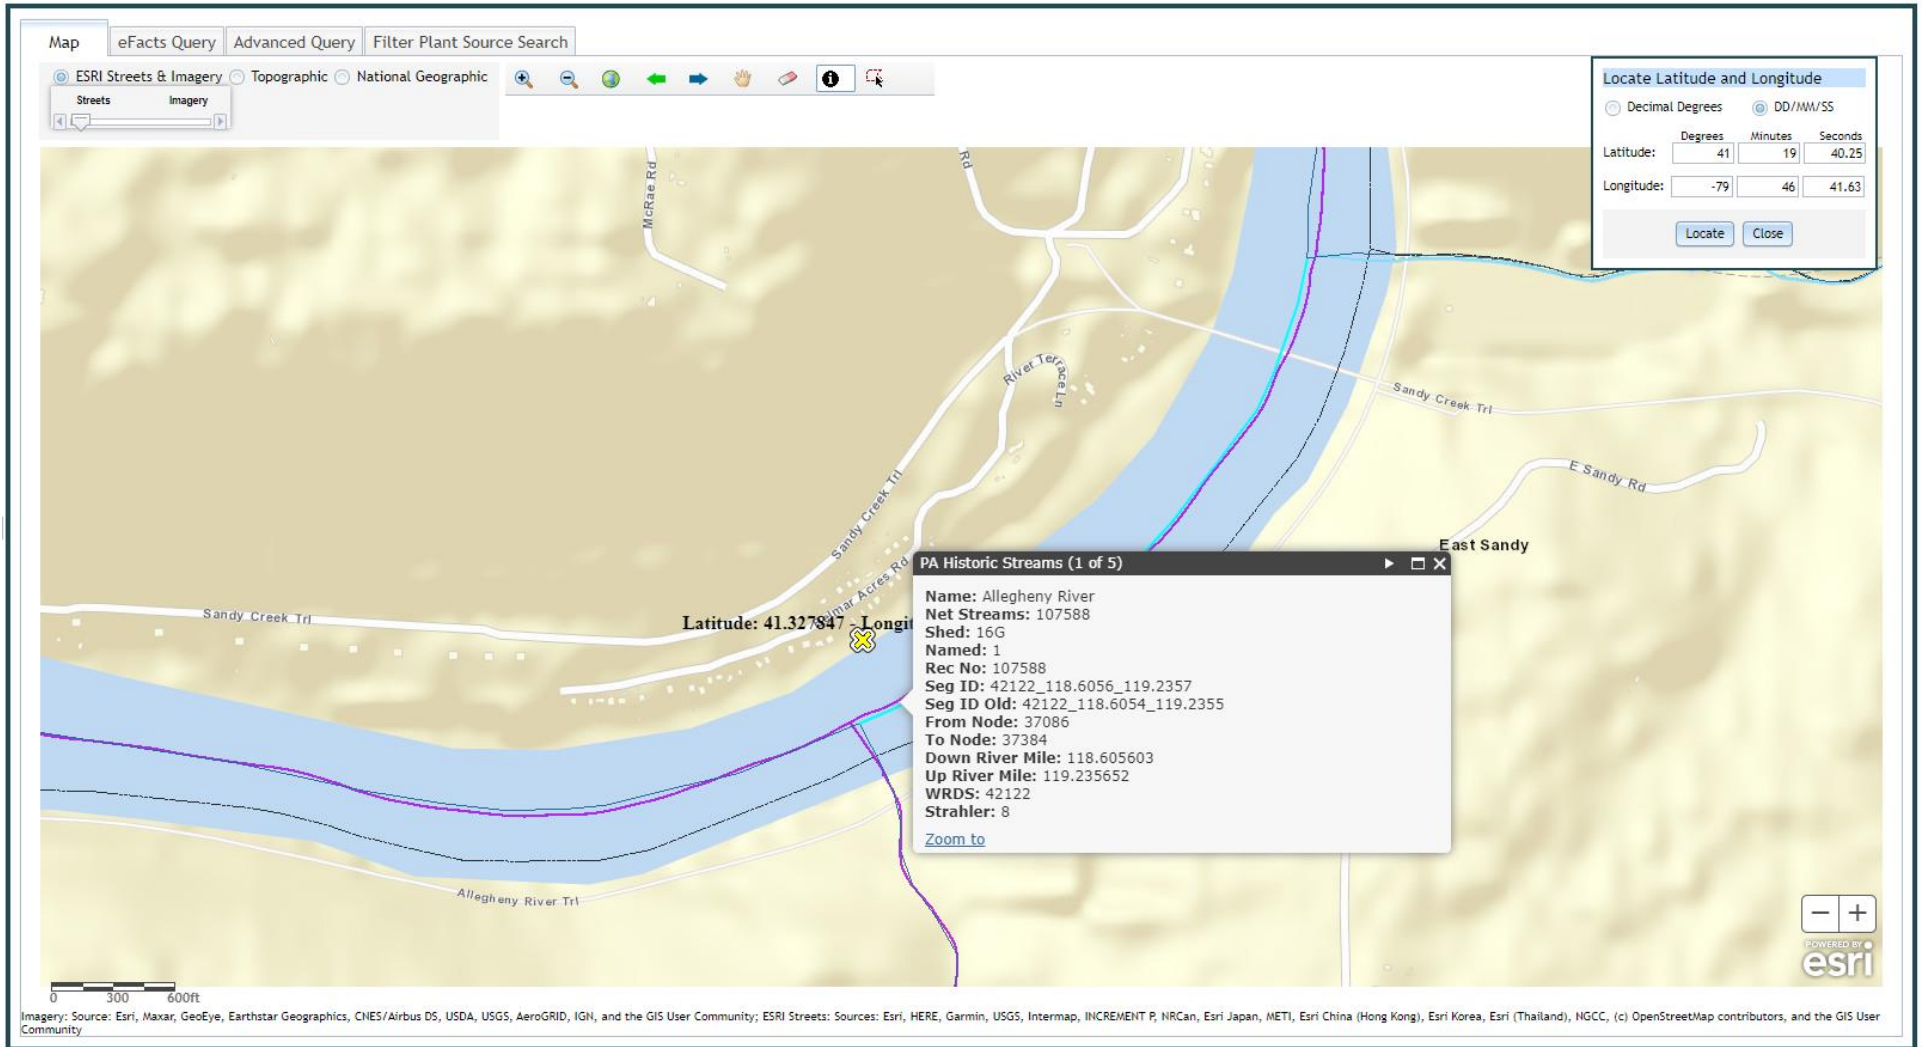 Map eFacts Query Advanced Query Filter Plant Source Search
ESRI Streets & Imagery Topographic National Geographic
Streets Imagery
Locate Latitude and Longitude
Decimal Degrees DD/MM/SS
Degrees Minutes Seconds
Latitude: 41 19 40.25
Longitude: -79 46 41.63
Locate Close
McRae Rd
Rd
River Terrace Ln
Sandy Creek Trl
E Sandy Rd
East Sandy
Sandy Creek Trl
Sandy Creek Trl
Acres Rd
Latitude: 41.327847 - Longit
PA Historic Streams (1 of 5)
Name: Allegheny River
Net Streams: 107588
Shed: 16G
Named: 1
Rec No: 107588
Seg ID: 42122_118.6056_119.2357
Seg ID Old: 42122_118.6054_119.2355
From Node: 37086
To Node: 37384
Down River Mile: 118.605603
Up River Mile: 119.235652
WRDS: 42122
Strahler: 8
Zoom to
Allegheny River Trl
POWERED BY
esri
0 300 600ft
Imagery: Source: Esri, Maxar, GeoEye, Earthstar Geographics, CNES/Airbus DS, USDA, USGS, AeroGRID, IGN, and the GIS User Community; ESRI Streets: Sources: Esri, HERE, Garmin, USGS, Intermap, INCREMENT P, NRCan, Esri Japan, METI, Esri China (Hong Kong), Esri Korea, Esri (Thailand), NGCC, (c) OpenStreetMap contributors, and the GIS User
Community